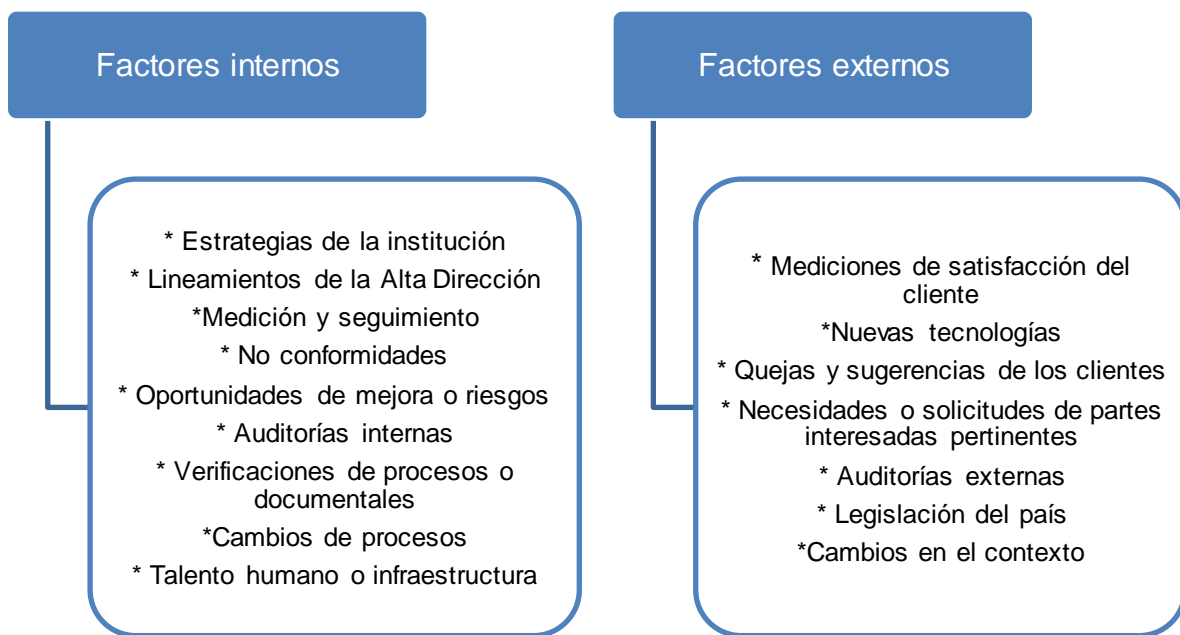 Factores internos
* Estrategias de la institución
* Lineamientos de la Alta Dirección
*Medición y seguimiento
* No conformidades
* Oportunidades de mejora o riesgos
* Auditorías internas
* Verificaciones de procesos o
documentales
*Cambios de procesos
* Talento humano o infraestructura
Factores externos
* Mediciones de satisfacción del
cliente
*Nuevas tecnologías
* Quejas y sugerencias de los clientes
* Necesidades o solicitudes de partes
interesadas pertinentes
* Auditorías externas
* Legislación del país
*Cambios en el contexto